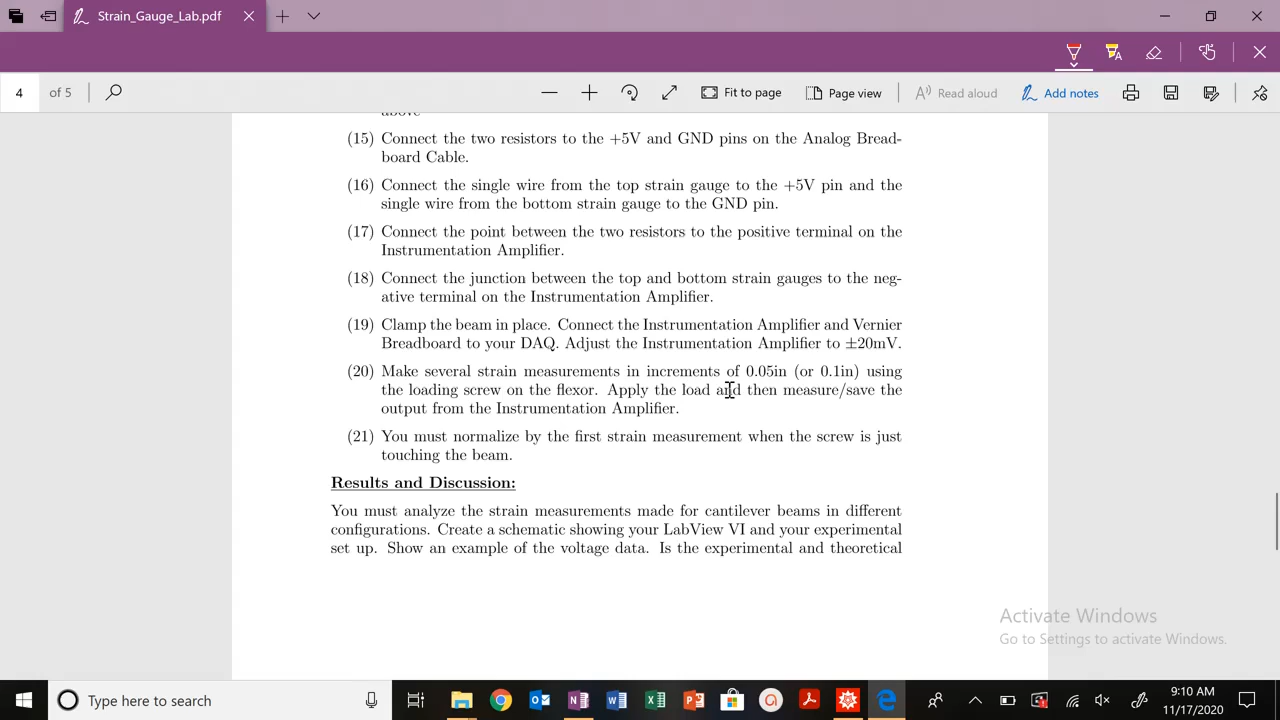 Strain_Gauge_Lab.pdf
4 of 5
Fit to page
Page view
Read aloud
Add notes
above
(15) Connect the two resistors to the +5V and GND pins on the Analog Bread-
board Cable.
(16) Connect the single wire from the top strain gauge to the +5V pin and the
single wire from the bottom strain gauge to the GND pin.
(17) Connect the point between the two resistors to the positive terminal on the
Instrumentation Amplifier.
(18) Connect the junction between the top and bottom strain gauges to the neg-
ative terminal on the Instrumentation Amplifier.
(19) Clamp the beam in place. Connect the Instrumentation Amplifier and Vernier
Breadboard to your DAQ. Adjust the Instrumentation Amplifier to ±20mV.
(20) Make several strain measurements in increments of 0.05in (or 0.1in) using
the loading screw on the flexor. Apply the load and then measure/save the
output from the Instrumentation Amplifier.
(21) You must normalize by the first strain measurement when the screw is just
touching the beam.
Results and Discussion:
You must analyze the strain measurements made for cantilever beams in different
configurations. Create a schematic showing your LabView VI and your experimental
set up. Show an example of the voltage data. Is the experimental and theoretical
Activate Windows
Go to Settings to activate Windows.
Type here to search
9:10 AM
11/17/2020